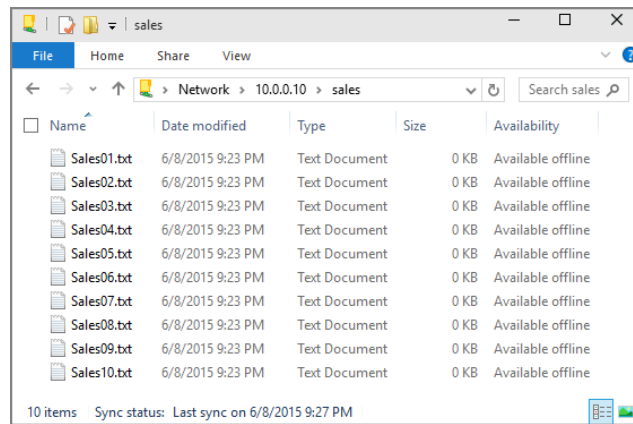 sales
File Home Share View
Network > 10.0.0.10 > sales Search sales
Name Date modified Type Size Availability
Sales01.txt 6/8/2015 9:23 PM Text Document 0 KB Available offline
Sales02.txt 6/8/2015 9:23 PM Text Document 0 KB Available offline
Sales03.txt 6/8/2015 9:23 PM Text Document 0 KB Available offline
Sales04.txt 6/8/2015 9:23 PM Text Document 0 KB Available offline
Sales05.txt 6/8/2015 9:23 PM Text Document 0 KB Available offline
Sales06.txt 6/8/2015 9:23 PM Text Document 0 KB Available offline
Sales07.txt 6/8/2015 9:23 PM Text Document 0 KB Available offline
Sales08.txt 6/8/2015 9:23 PM Text Document 0 KB Available offline
Sales09.txt 6/8/2015 9:23 PM Text Document 0 KB Available offline
Sales10.txt 6/8/2015 9:23 PM Text Document 0 KB Available offline
10 items Sync status: Last sync on 6/8/2015 9:27 PM